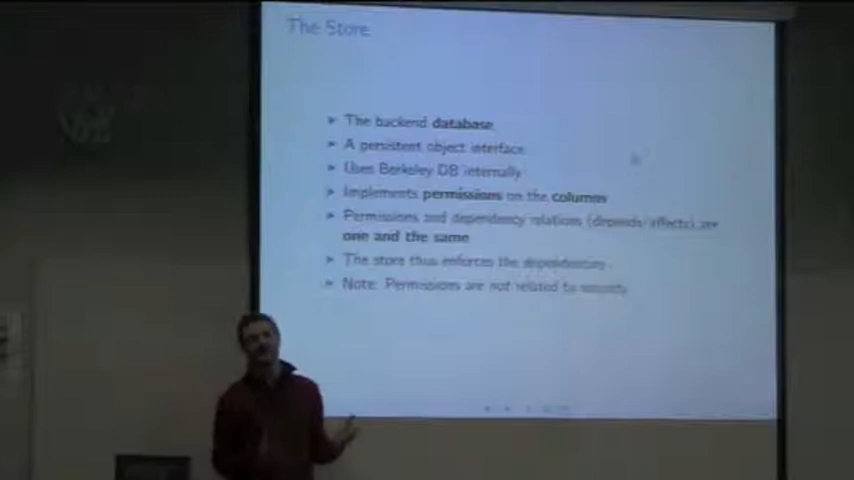 The Store
The backend database
A persistent object interface
Uses Berkeley DB internally
Implements permissions on the columns
Permissions and dependency relations (depends/affects) are
one and the same
The store thus enforces the dependencies
Note: Permissions are not related to security